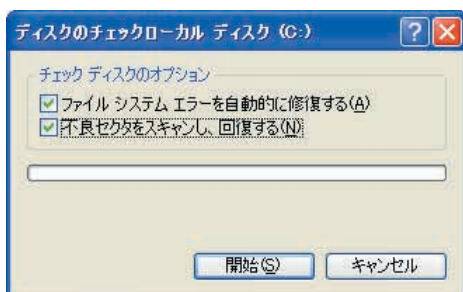 ディスクのチェックローカル ディスク (C:)
チェック ディスクのオプション
ファイル システム エラーを自動的に修復する(A)
不良セクタをスキャンし、回復する(N)
開始(S)
キャンセル